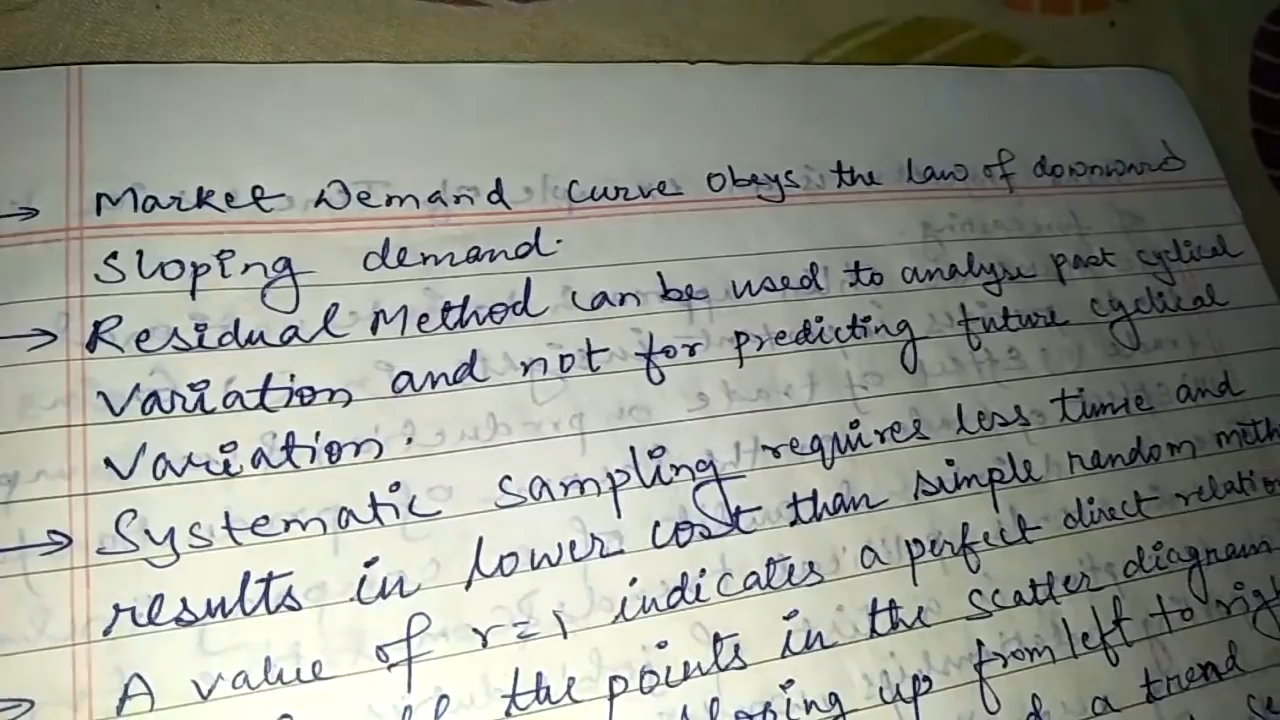 → Market Demand Curve Obeys the law of downward
sloping demand.
→ Residual Method can be used to analyse past cyclical
variation and not for predicting future cyclical
variation.
→ Systematic sampling requires less time and
results in lower cost than simple random meth
→ A value of r=1 indicates a perfect direct relation
the points in the scatter diagram
up from left to righ
a trend